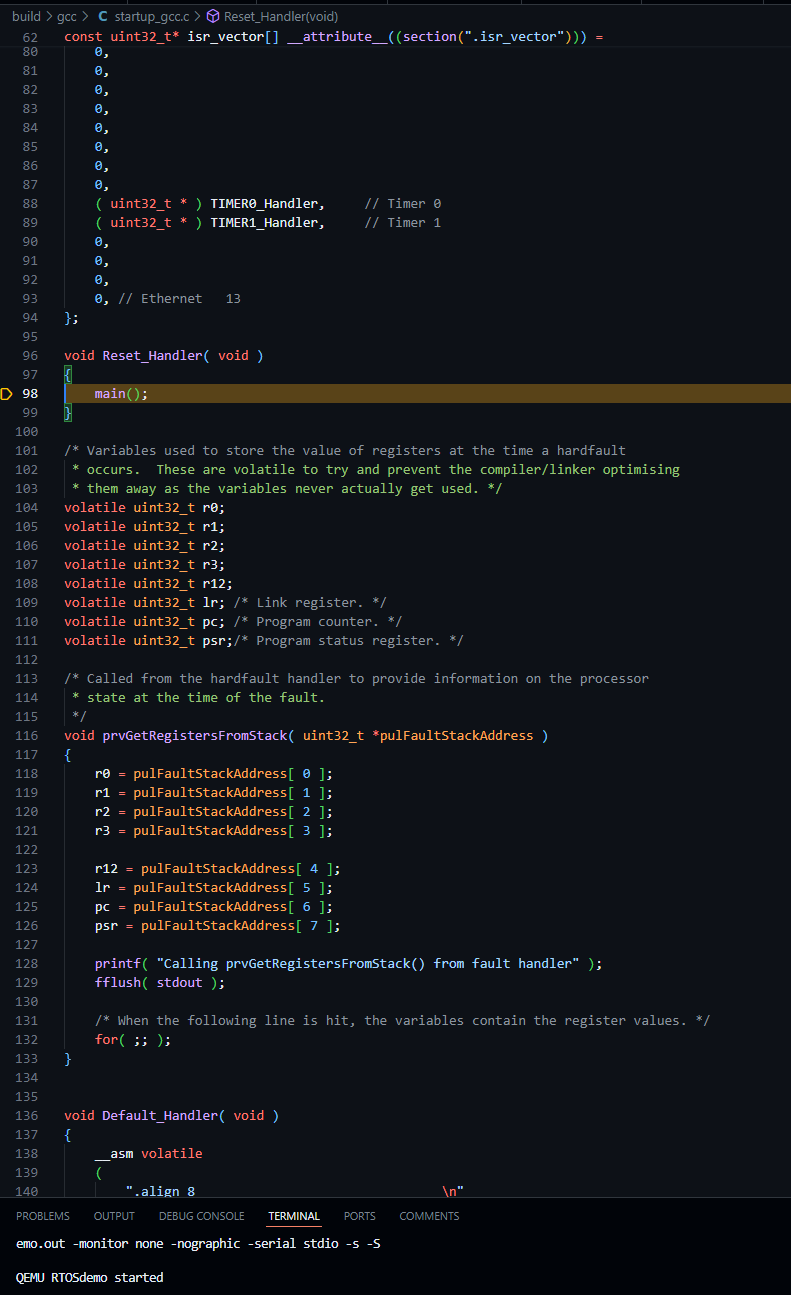 build > gcc > C startup_gcc.c > Reset_Handler(void)
62 const uint32_t* isr_vector[] __attribute__((section(".isr_vector"))) =
80     0,
81     0,
82     0,
83     0,
84     0,
85     0,
86     0,
87     0,
88     ( uint32_t * ) TIMER0_Handler,     // Timer 0
89     ( uint32_t * ) TIMER1_Handler,     // Timer 1
90     0,
91     0,
92     0,
93     0, // Ethernet   13
94 };
95
96 void Reset_Handler( void )
97 {
98     main();
99 }
100
101 /* Variables used to store the value of registers at the time a hardfault
102  * occurs.  These are volatile to try and prevent the compiler/linker optimising
103  * them away as the variables never actually get used. */
104 volatile uint32_t r0;
105 volatile uint32_t r1;
106 volatile uint32_t r2;
107 volatile uint32_t r3;
108 volatile uint32_t r12;
109 volatile uint32_t lr; /* Link register. */
110 volatile uint32_t pc; /* Program counter. */
111 volatile uint32_t psr;/* Program status register. */
112
113 /* Called from the hardfault handler to provide information on the processor
114  * state at the time of the fault.
115  */
116 void prvGetRegistersFromStack( uint32_t *pulFaultStackAddress )
117 {
118     r0 = pulFaultStackAddress[ 0 ];
119     r1 = pulFaultStackAddress[ 1 ];
120     r2 = pulFaultStackAddress[ 2 ];
121     r3 = pulFaultStackAddress[ 3 ];
122
123     r12 = pulFaultStackAddress[ 4 ];
124     lr = pulFaultStackAddress[ 5 ];
125     pc = pulFaultStackAddress[ 6 ];
126     psr = pulFaultStackAddress[ 7 ];
127
128     printf( "Calling prvGetRegistersFromStack() from fault handler" );
129     fflush( stdout );
130
131     /* When the following line is hit, the variables contain the register values. */
132     for( ;; );
133 }
134
135
136 void Default_Handler( void )
137 {
138     __asm volatile
139     (
140         ".align 8                                \n"
PROBLEMS OUTPUT DEBUG CONSOLE TERMINAL PORTS COMMENTS
emo.out -monitor none -nographic -serial stdio -s -S
QEMU RTOSdemo started